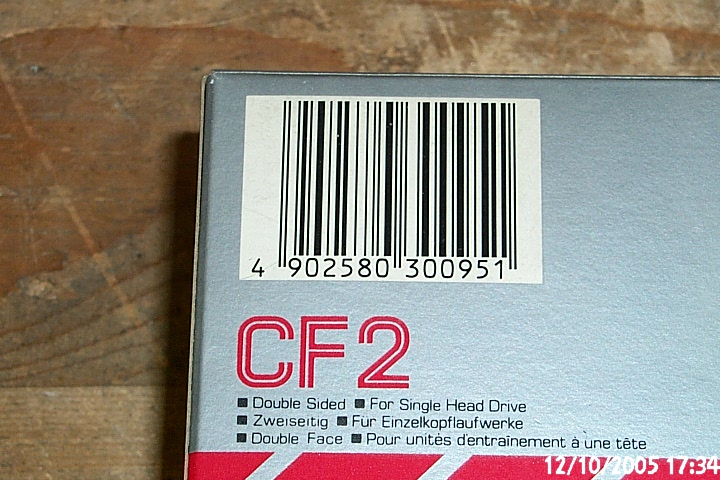 4 902580 300951
CF2
■ Double Sided ■ For Single Head Drive
■ Zweiseitig ■ Für Einzelkopflaufwerke
■ Double Face ■ Pour unités d'entraînement à une tête
12/10/2005 17:34